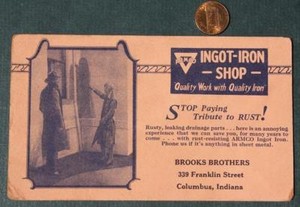 ARMCO
INGOT-IRON
— SHOP —
Quality Work with Quality Iron
STOP Paying
Tribute to RUST!
Rusty, leaking drainage parts . . . here is an annoying
experience that we can save you, for many years to
come . . . with rust-resisting ARMCO Ingot Iron.
Phone us if it's anything in sheet metal.
BROOKS BROTHERS
339 Franklin Street
Columbus, Indiana